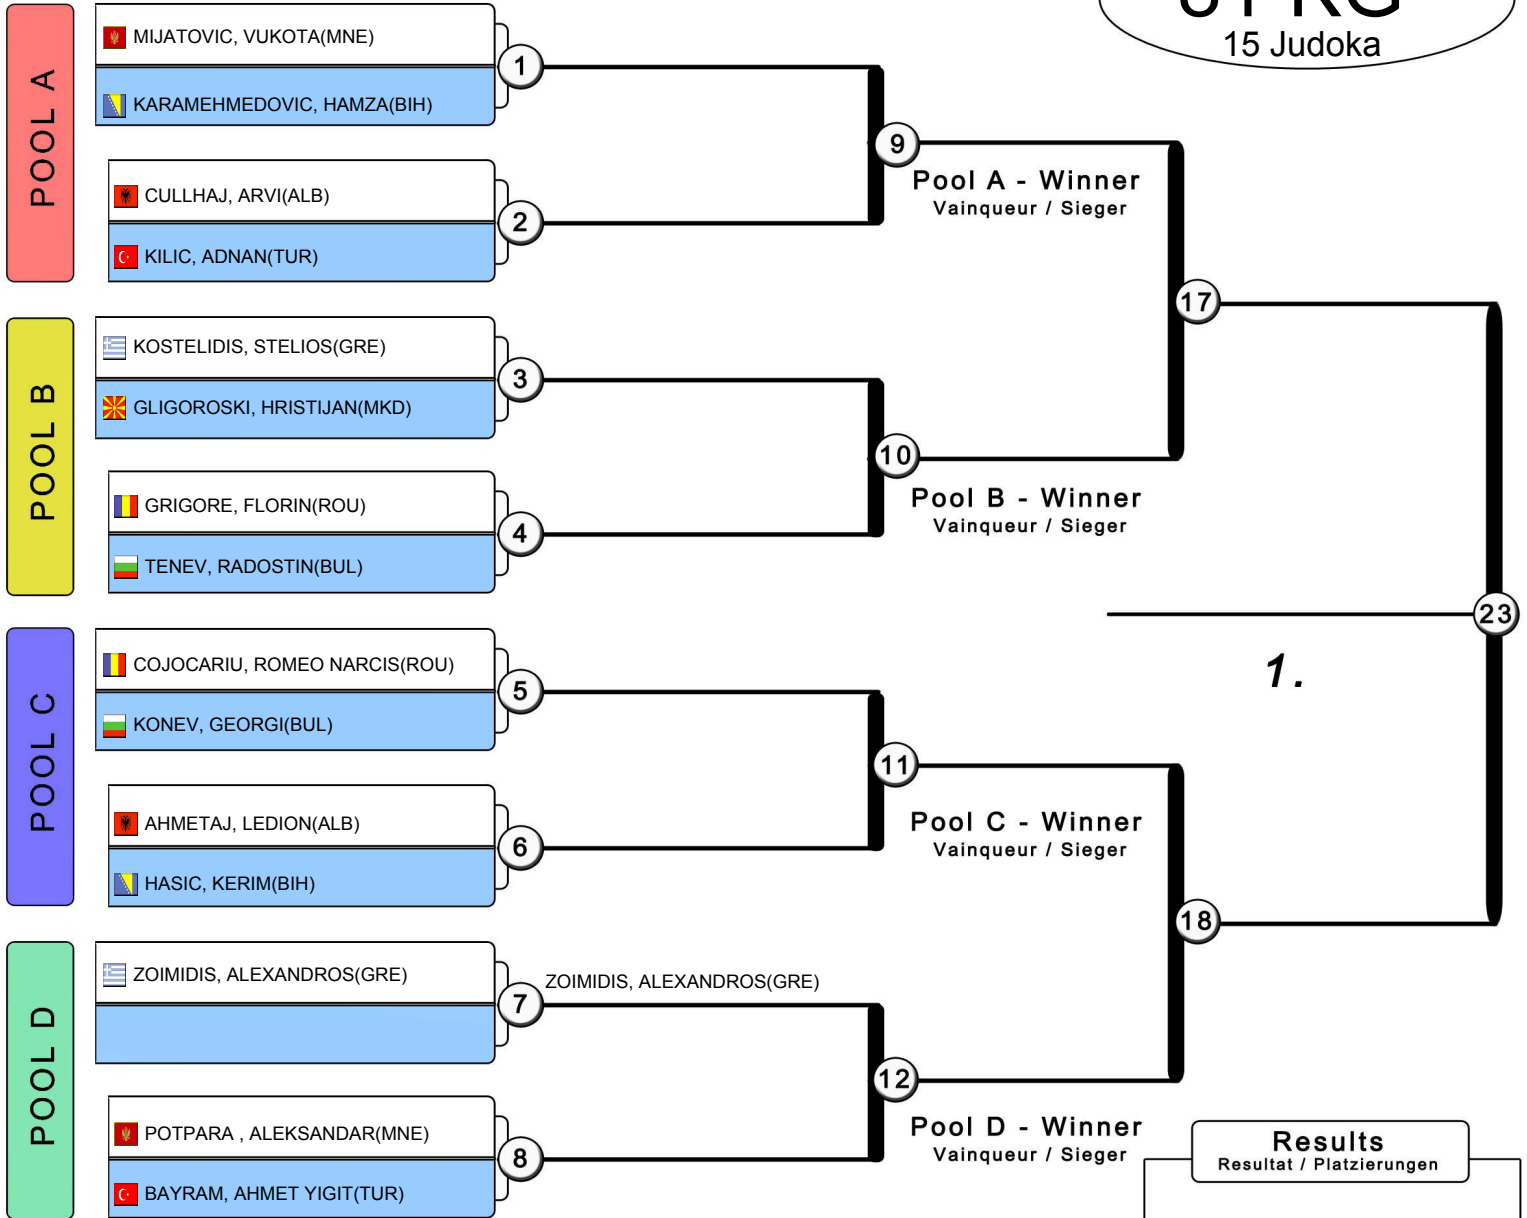 15 Judoka
POOL A
MIJATOVIC, VUKOTA(MNE)
1
KARAMEHMEDOVIC, HAMZA(BIH)
CULLHAJ, ARVI(ALB)
2
KILIC, ADNAN(TUR)
9
Pool A - Winner
Vainqueur / Sieger
17
POOL B
KOSTELIDIS, STELIOS(GRE)
3
GLIGOROSKI, HRISTIJAN(MKD)
GRIGORE, FLORIN(ROU)
4
TENEV, RADOSTIN(BUL)
10
Pool B - Winner
Vainqueur / Sieger
23
1.
POOL C
COJOCARIU, ROMEO NARCIS(ROU)
5
KONEV, GEORGI(BUL)
AHMETAJ, LEDION(ALB)
6
HASIC, KERIM(BIH)
11
Pool C - Winner
Vainqueur / Sieger
18
POOL D
ZOIMIDIS, ALEXANDROS(GRE)
7
ZOIMIDIS, ALEXANDROS(GRE)
POTPARA , ALEKSANDAR(MNE)
8
BAYRAM, AHMET YIGIT(TUR)
12
Pool D - Winner
Vainqueur / Sieger
Results
Resultat / Platzierungen